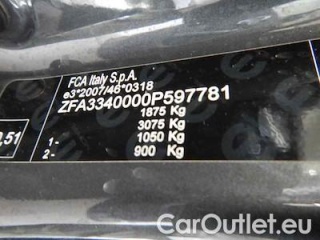 FCA Italy S.p.A.
e3*2007/46*0318
ZFA3340000P597781
1875 Kg
3075 Kg
1- 1050 Kg
2- 900 Kg
,51
CarOutlet.eu